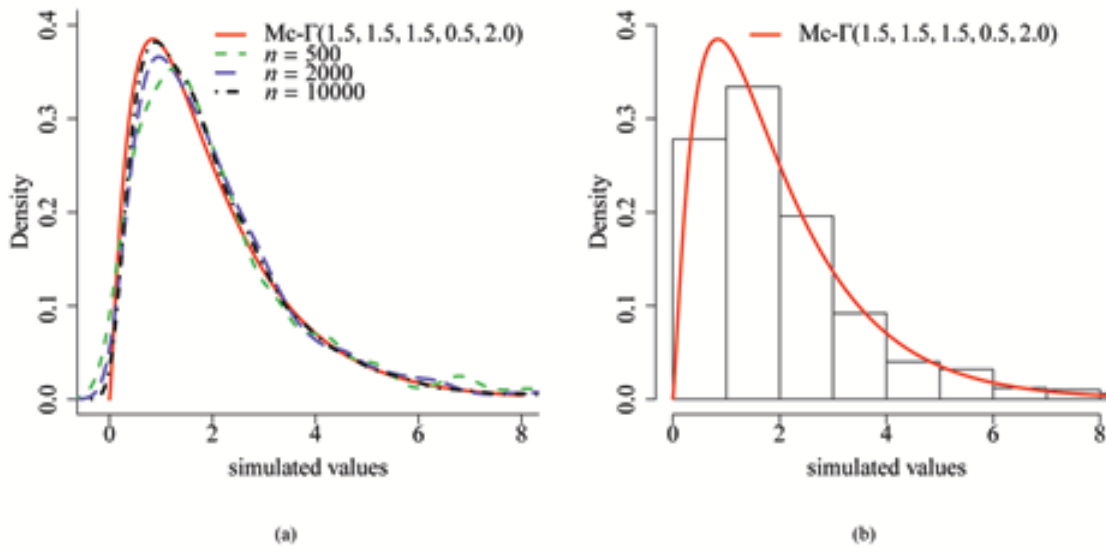 Mc-Γ(1.5, 1.5, 1.5, 0.5, 2.0)
n = 500
n = 2000
n = 10000
Density
0.4
0.3
0.2
0.1
0.0
0 2 4 6 8
simulated values
(a)
Mc-Γ(1.5, 1.5, 1.5, 0.5, 2.0)
Density
0.4
0.3
0.2
0.1
0.0
0 2 4 6 8
simulated values
(b)